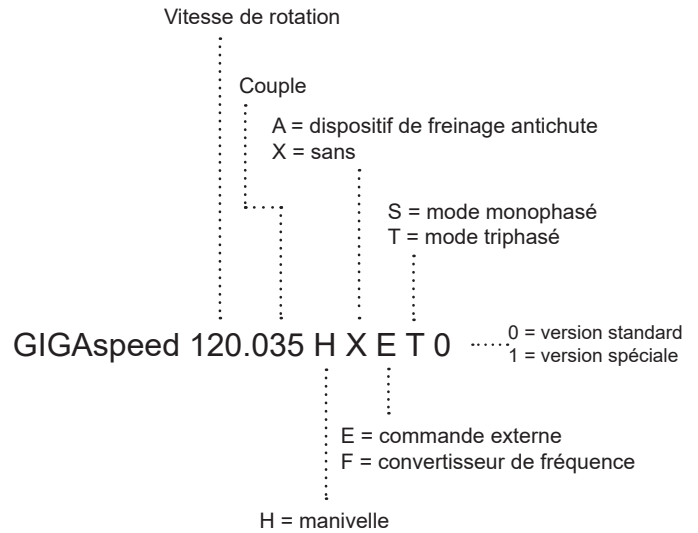 Vitesse de rotation
Couple
A = dispositif de freinage antichute
X = sans
S = mode monophasé
T = mode triphasé
GIGAspeed 120.035 H X E T 0
0 = version standard
1 = version spéciale
E = commande externe
F = convertisseur de fréquence
H = manivelle